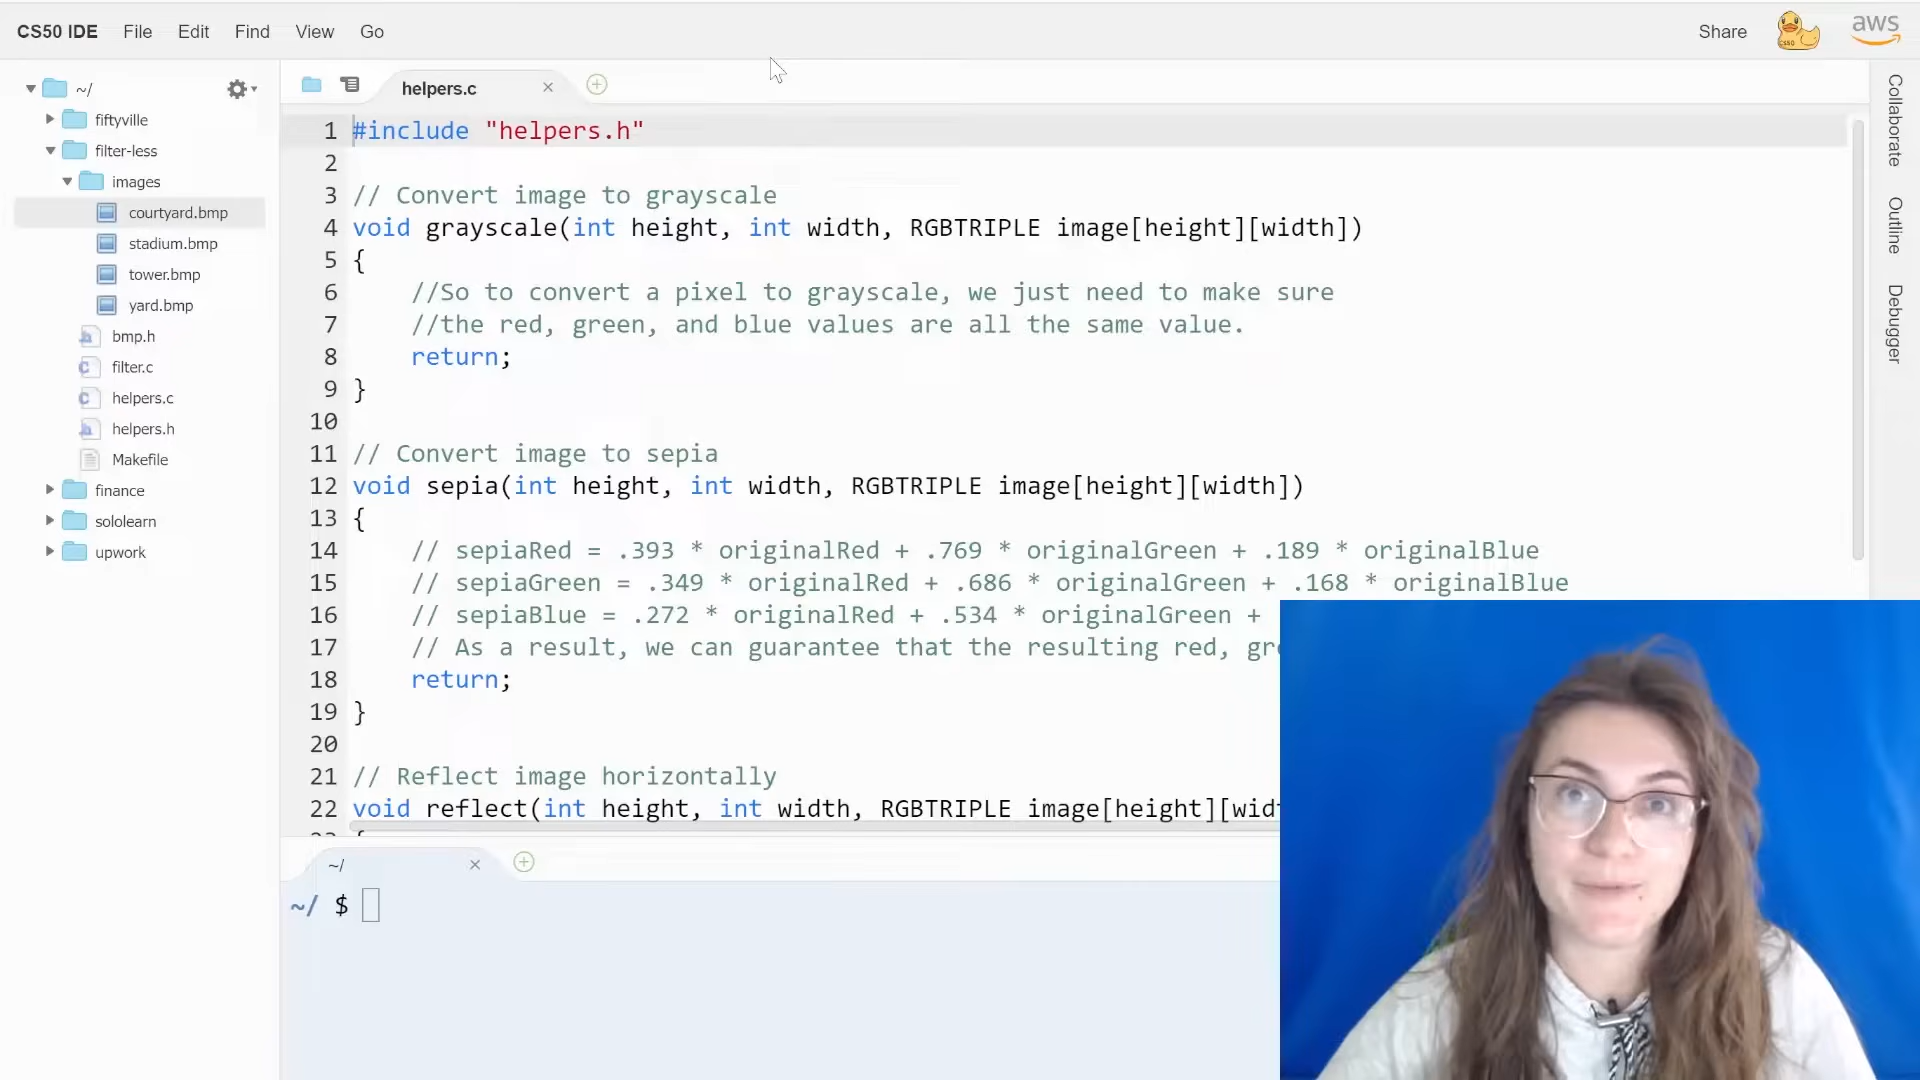 CS50 IDE File Edit Find View Go Share CS50 aws
~/
fiftyville
filter-less
images
courtyard.bmp
stadium.bmp
tower.bmp
yard.bmp
bmp.h
filter.c
helpers.c
helpers.h
Makefile
finance
sololearn
upwork
helpers.c
1 #include "helpers.h"
2
3 // Convert image to grayscale
4 void grayscale(int height, int width, RGBTRIPLE image[height][width])
5 {
6 //So to convert a pixel to grayscale, we just need to make sure
7 //the red, green, and blue values are all the same value.
8 return;
9 }
10
11 // Convert image to sepia
12 void sepia(int height, int width, RGBTRIPLE image[height][width])
13 {
14 // sepiaRed = .393 * originalRed + .769 * originalGreen + .189 * originalBlue
15 // sepiaGreen = .349 * originalRed + .686 * originalGreen + .168 * originalBlue
16 // sepiaBlue = .272 * originalRed + .534 * originalGreen +
17 // As a result, we can guarantee that the resulting red,
18 return;
19 }
20
21 // Reflect image horizontally
22 void reflect(int height, int width, RGBTRIPLE image[height][wid
~/
~/ $
Collaborate
Outline
Debugger